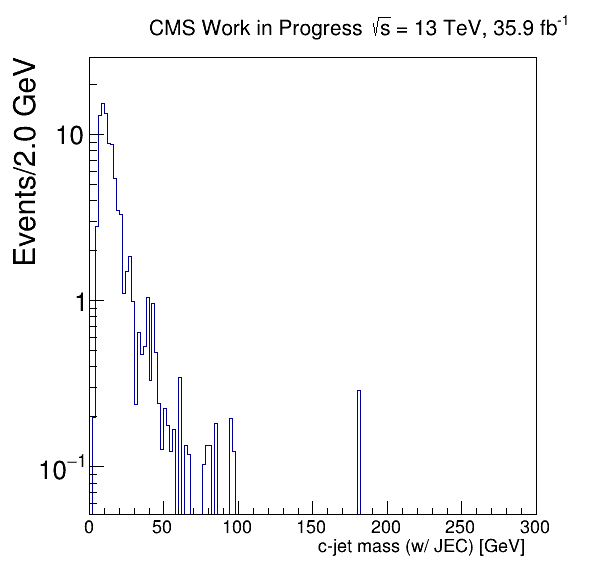 CMS Work in Progress √s = 13 TeV, 35.9 fb⁻¹
Events/2.0 GeV
10
1
10⁻¹
0 50 100 150 200 250 300
c-jet mass (w/ JEC) [GeV]